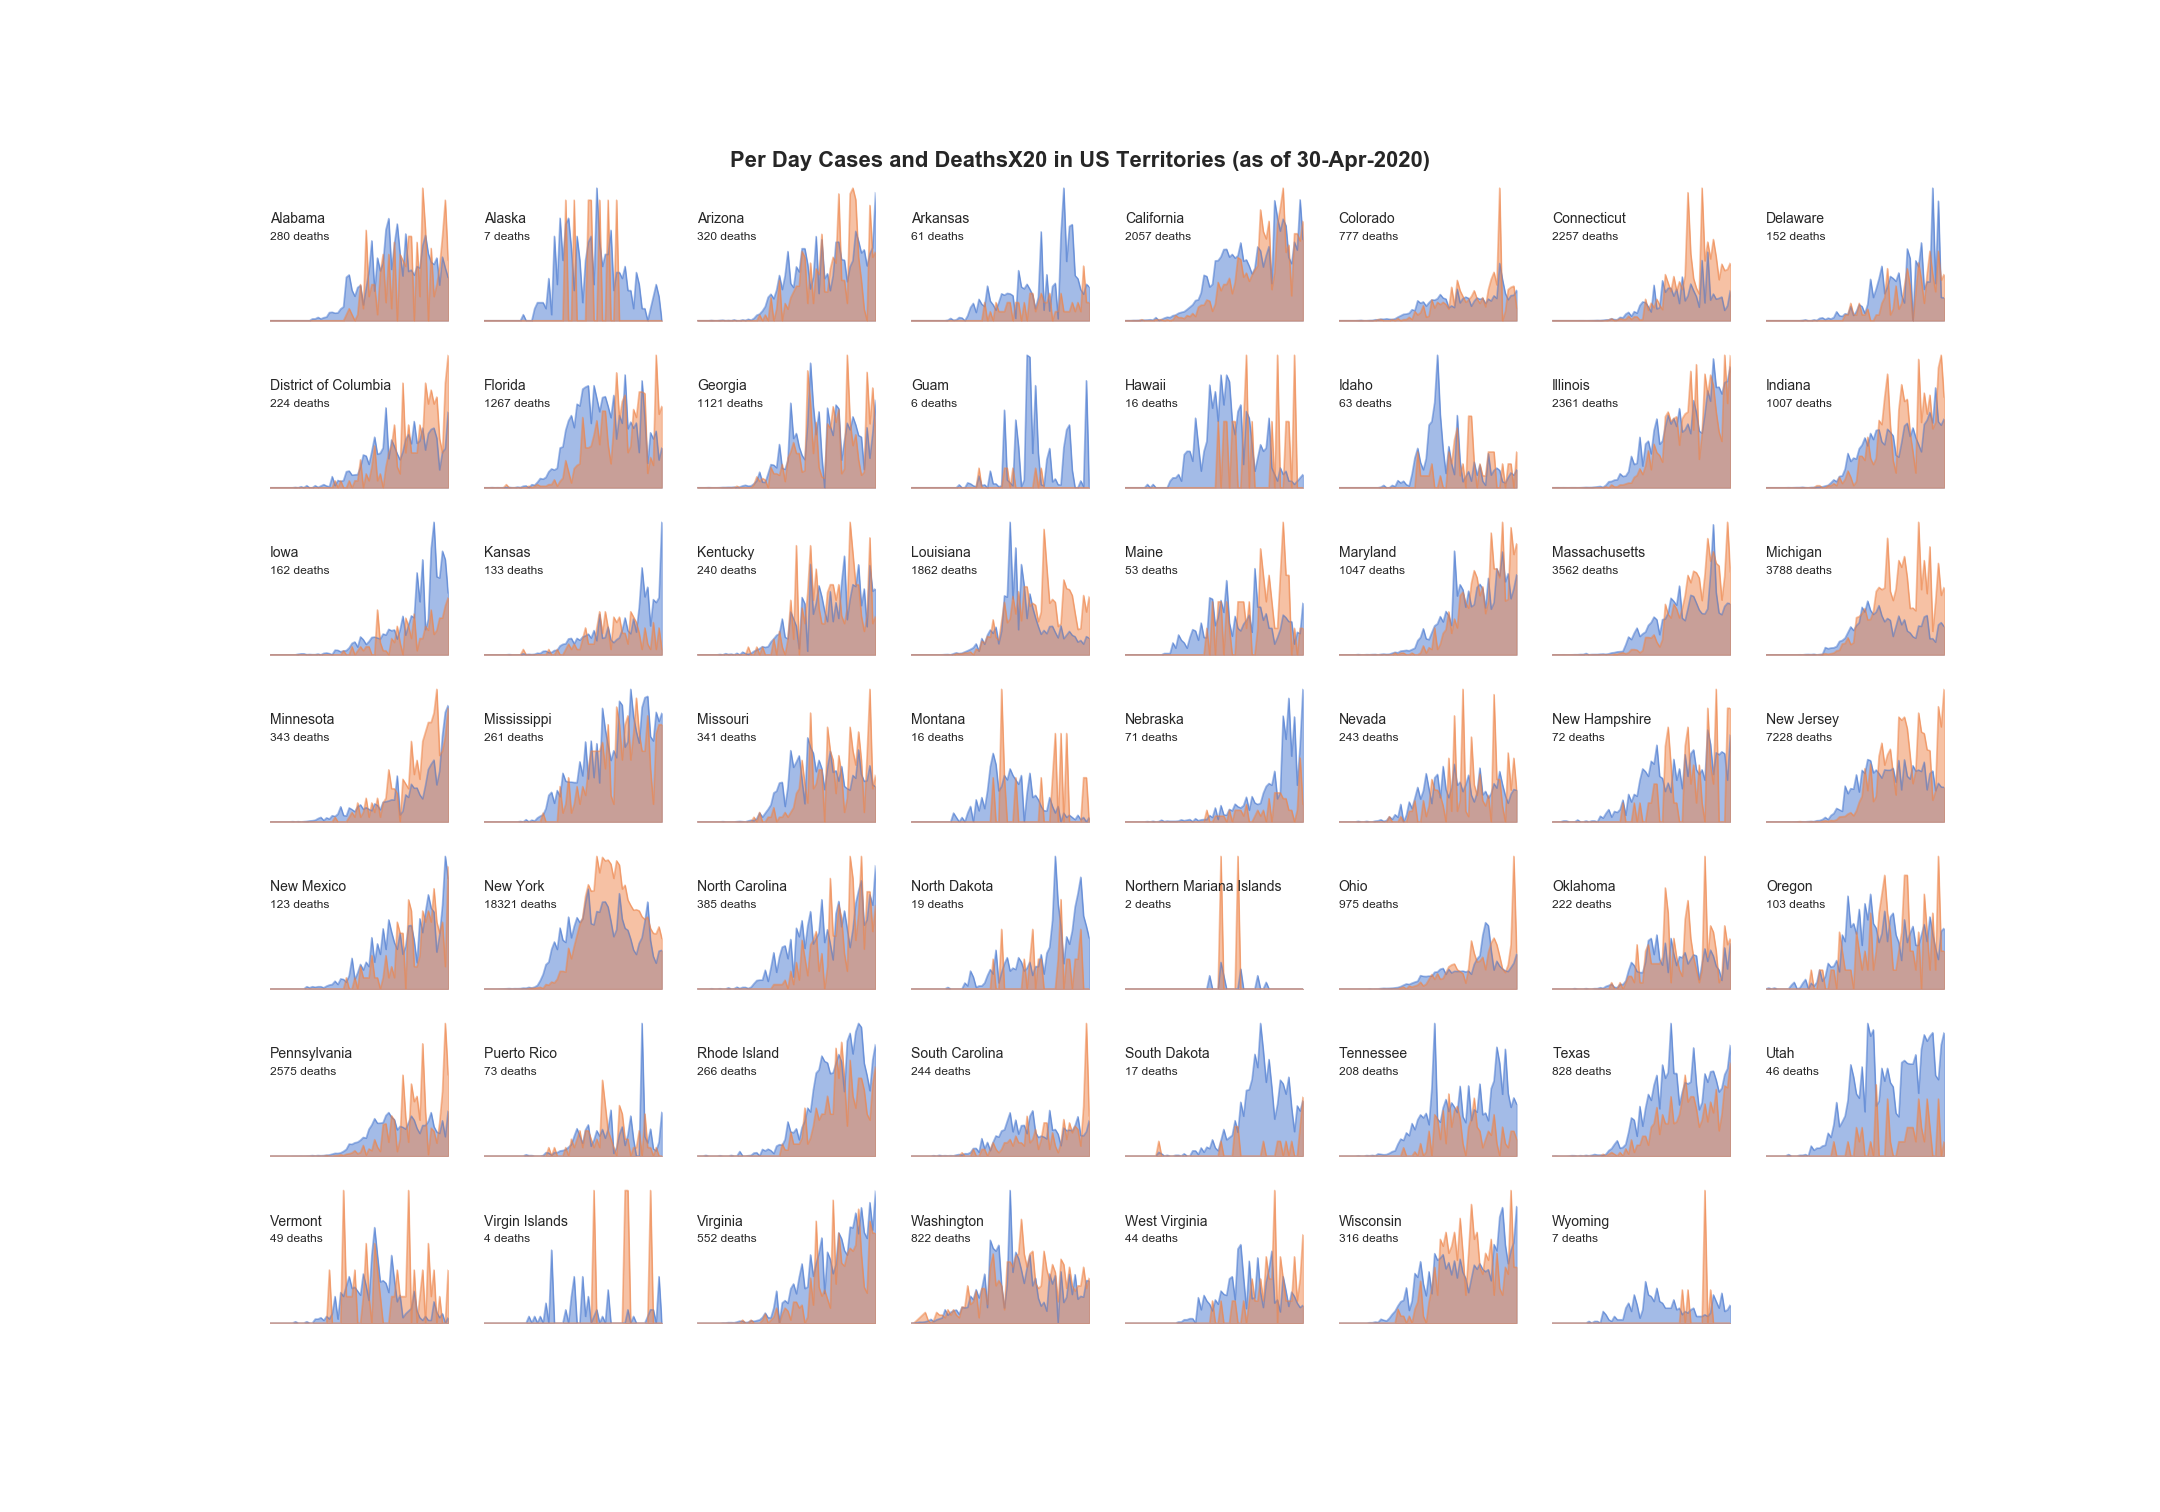 Per Day Cases and DeathsX20 in US Territories (as of 30-Apr-2020)
Alabama
280 deaths
Alaska
7 deaths
Arizona
320 deaths
Arkansas
61 deaths
California
2057 deaths
Colorado
777 deaths
Connecticut
2257 deaths
Delaware
152 deaths
District of Columbia
224 deaths
Florida
1267 deaths
Georgia
1121 deaths
Guam
6 deaths
Hawaii
16 deaths
Idaho
63 deaths
Illinois
2361 deaths
Indiana
1007 deaths
Iowa
162 deaths
Kansas
133 deaths
Kentucky
240 deaths
Louisiana
1862 deaths
Maine
53 deaths
Maryland
1047 deaths
Massachusetts
3562 deaths
Michigan
3788 deaths
Minnesota
343 deaths
Mississippi
261 deaths
Missouri
341 deaths
Montana
16 deaths
Nebraska
71 deaths
Nevada
243 deaths
New Hampshire
72 deaths
New Jersey
7228 deaths
New Mexico
123 deaths
New York
18321 deaths
North Carolina
385 deaths
North Dakota
19 deaths
Northern Mariana Islands
2 deaths
Ohio
975 deaths
Oklahoma
222 deaths
Oregon
103 deaths
Pennsylvania
2575 deaths
Puerto Rico
73 deaths
Rhode Island
266 deaths
South Carolina
244 deaths
South Dakota
17 deaths
Tennessee
208 deaths
Texas
828 deaths
Utah
46 deaths
Vermont
49 deaths
Virgin Islands
4 deaths
Virginia
552 deaths
Washington
822 deaths
West Virginia
44 deaths
Wisconsin
316 deaths
Wyoming
7 deaths